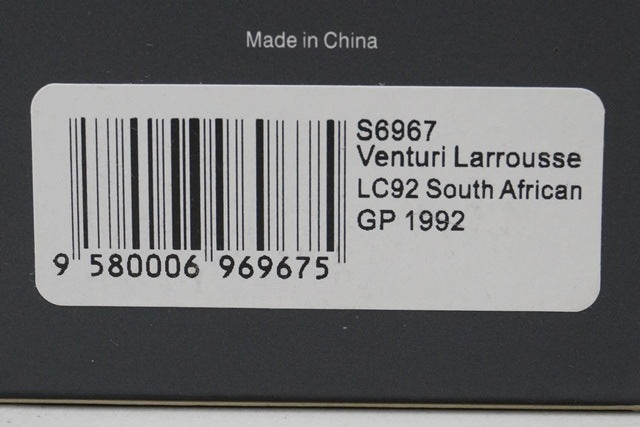 Made in China
S6967
Venturi Larrousse
LC92 South African
GP 1992
9 580006 969675